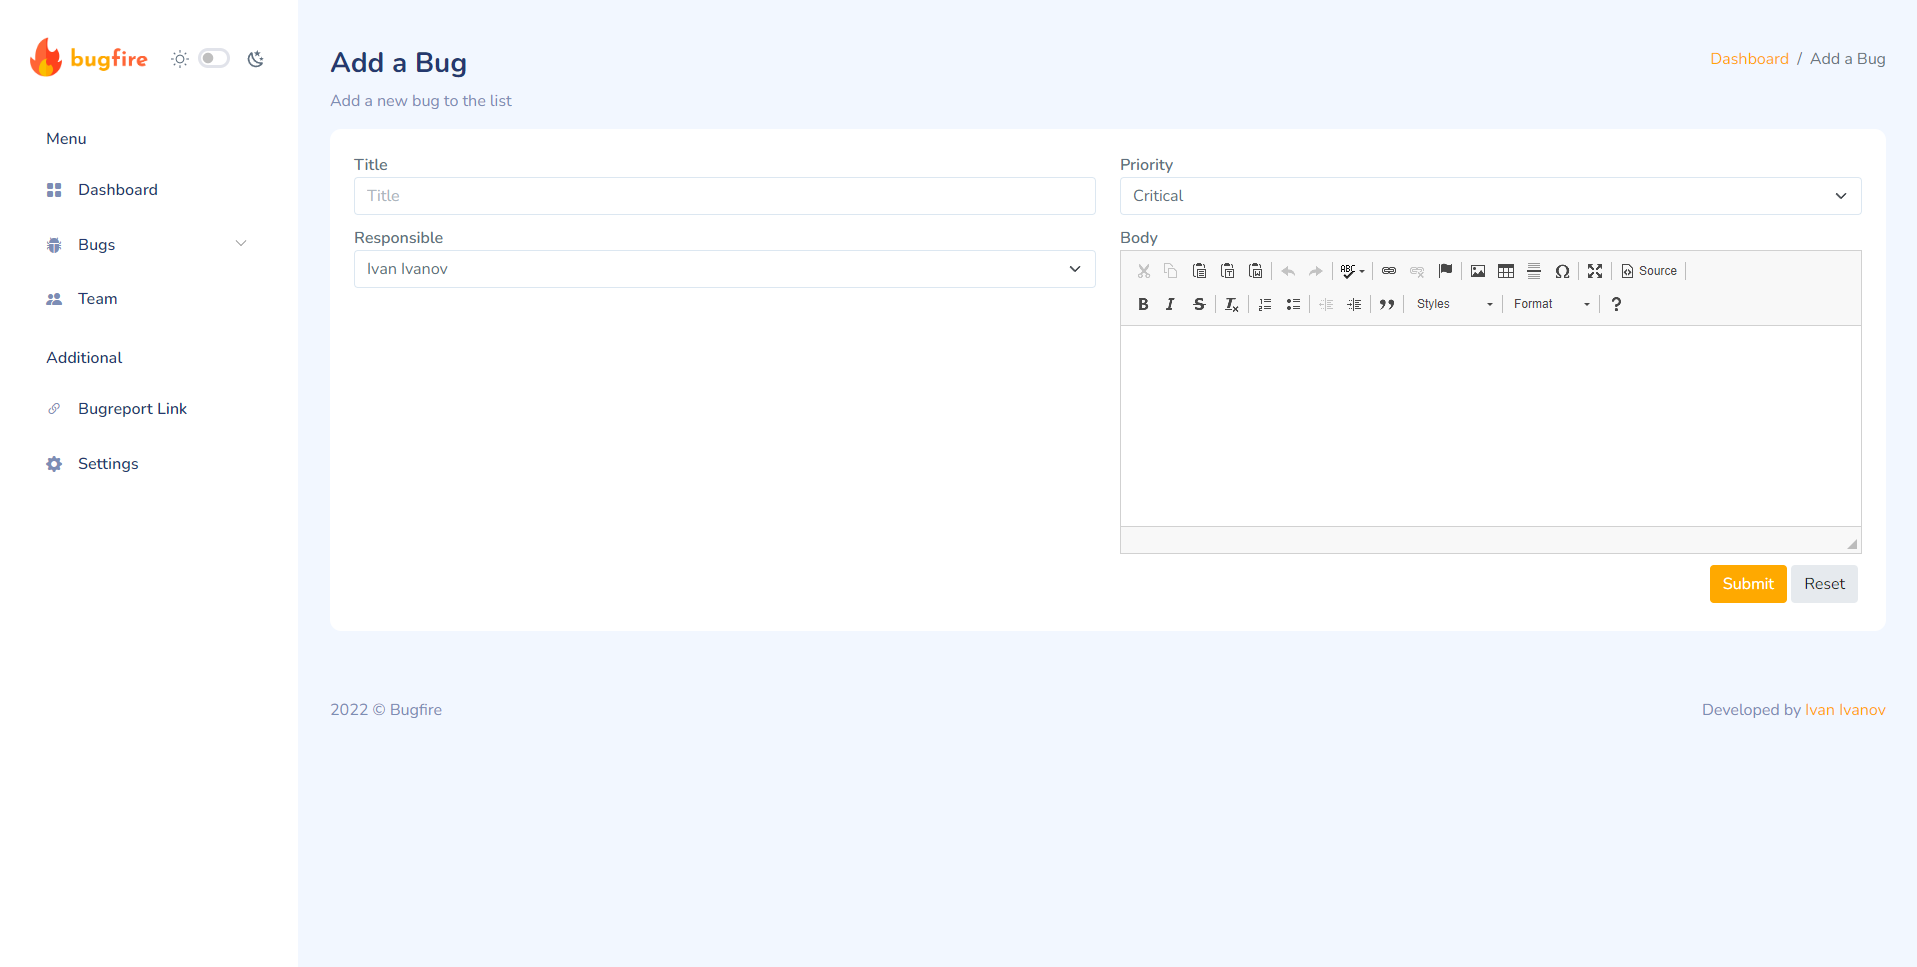 bugfire
Menu
Dashboard
Bugs
Team
Additional
Bugreport Link
Settings
Add a Bug
Dashboard / Add a Bug
Add a new bug to the list
Title
Title
Priority
Critical
Responsible
Ivan Ivanov
Body
ABC
Source
B I S Tx
Styles
Format
?
Submit
Reset
2022 © Bugfire
Developed by Ivan Ivanov